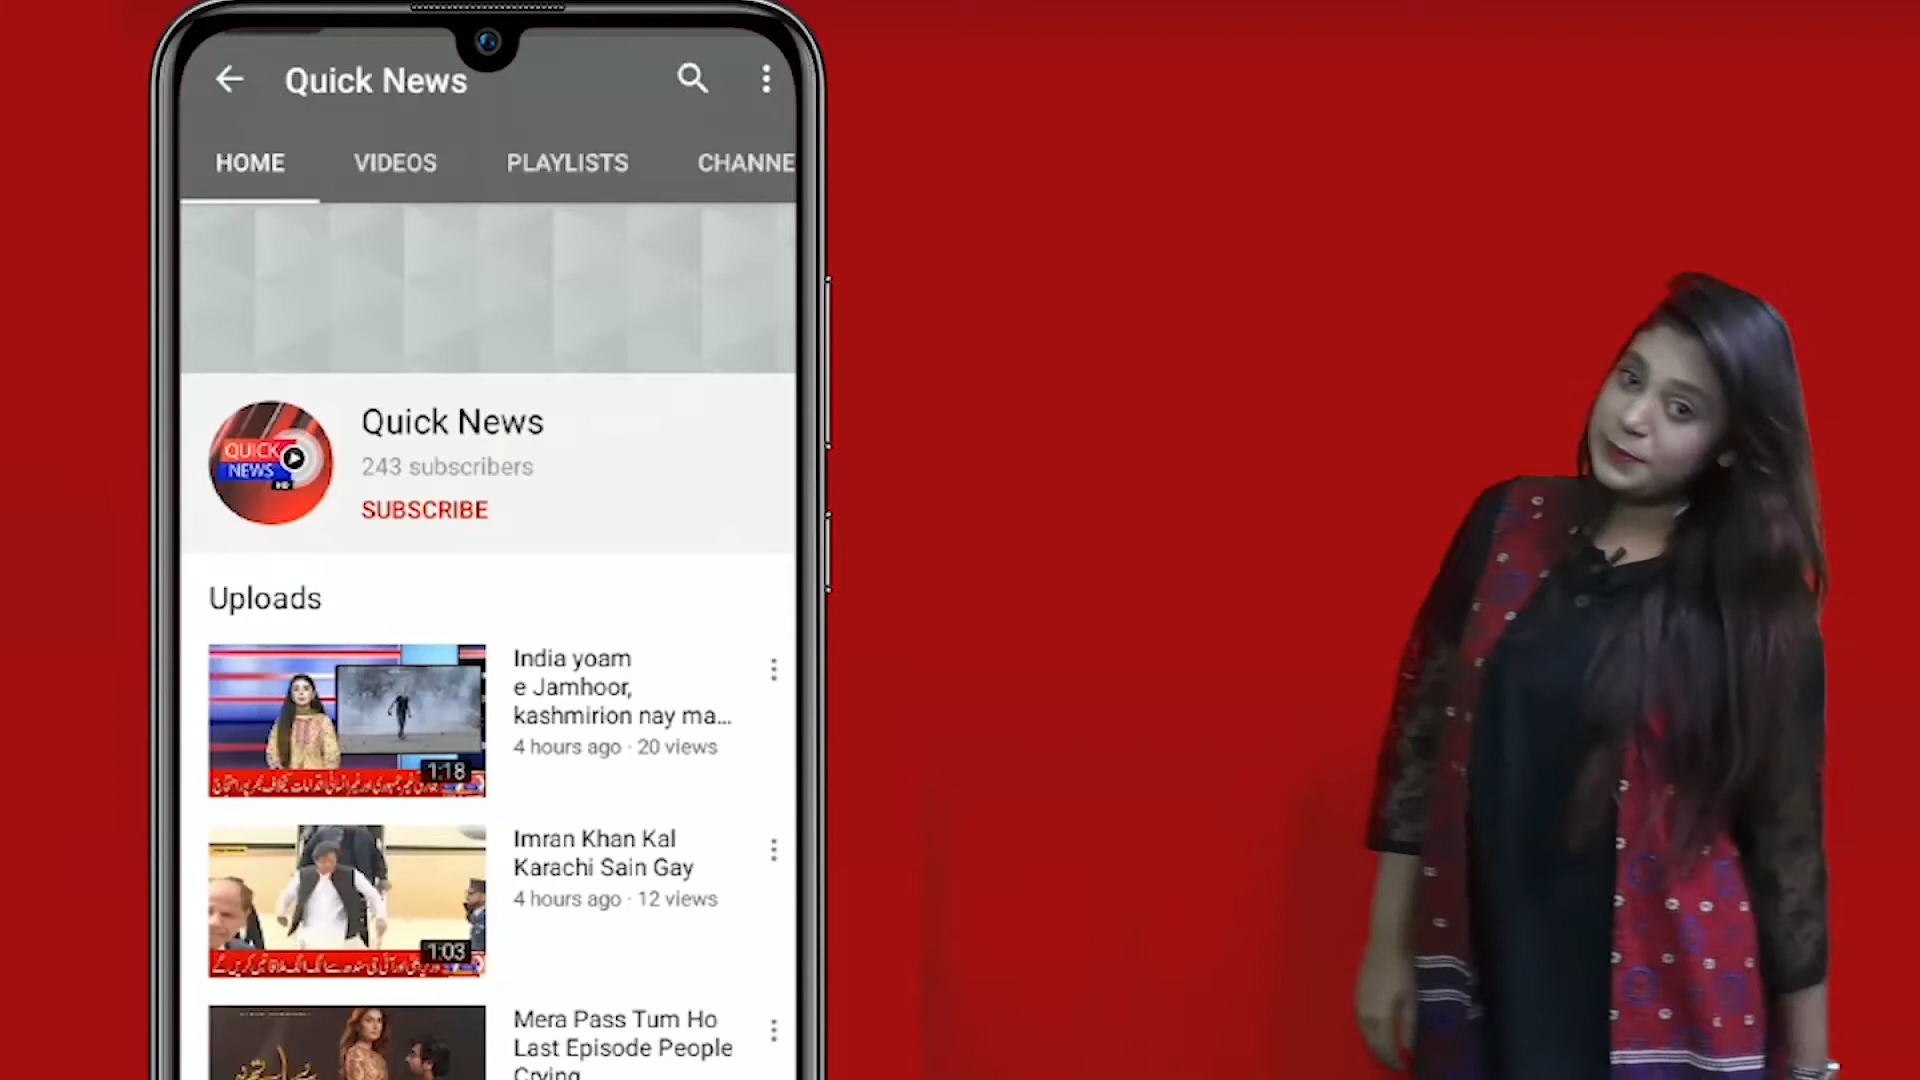 Quick News
HOME VIDEOS PLAYLISTS CHANNE
QUICK
NEWS
HD
Quick News
243 subscribers
SUBSCRIBE
Uploads
India yoam
e Jamhoor,
kashmirion nay ma...
4 hours ago · 20 views
1:18
Imran Khan Kal
Karachi Sain Gay
4 hours ago · 12 views
1:03
Mera Pass Tum Ho
Last Episode People
Crying